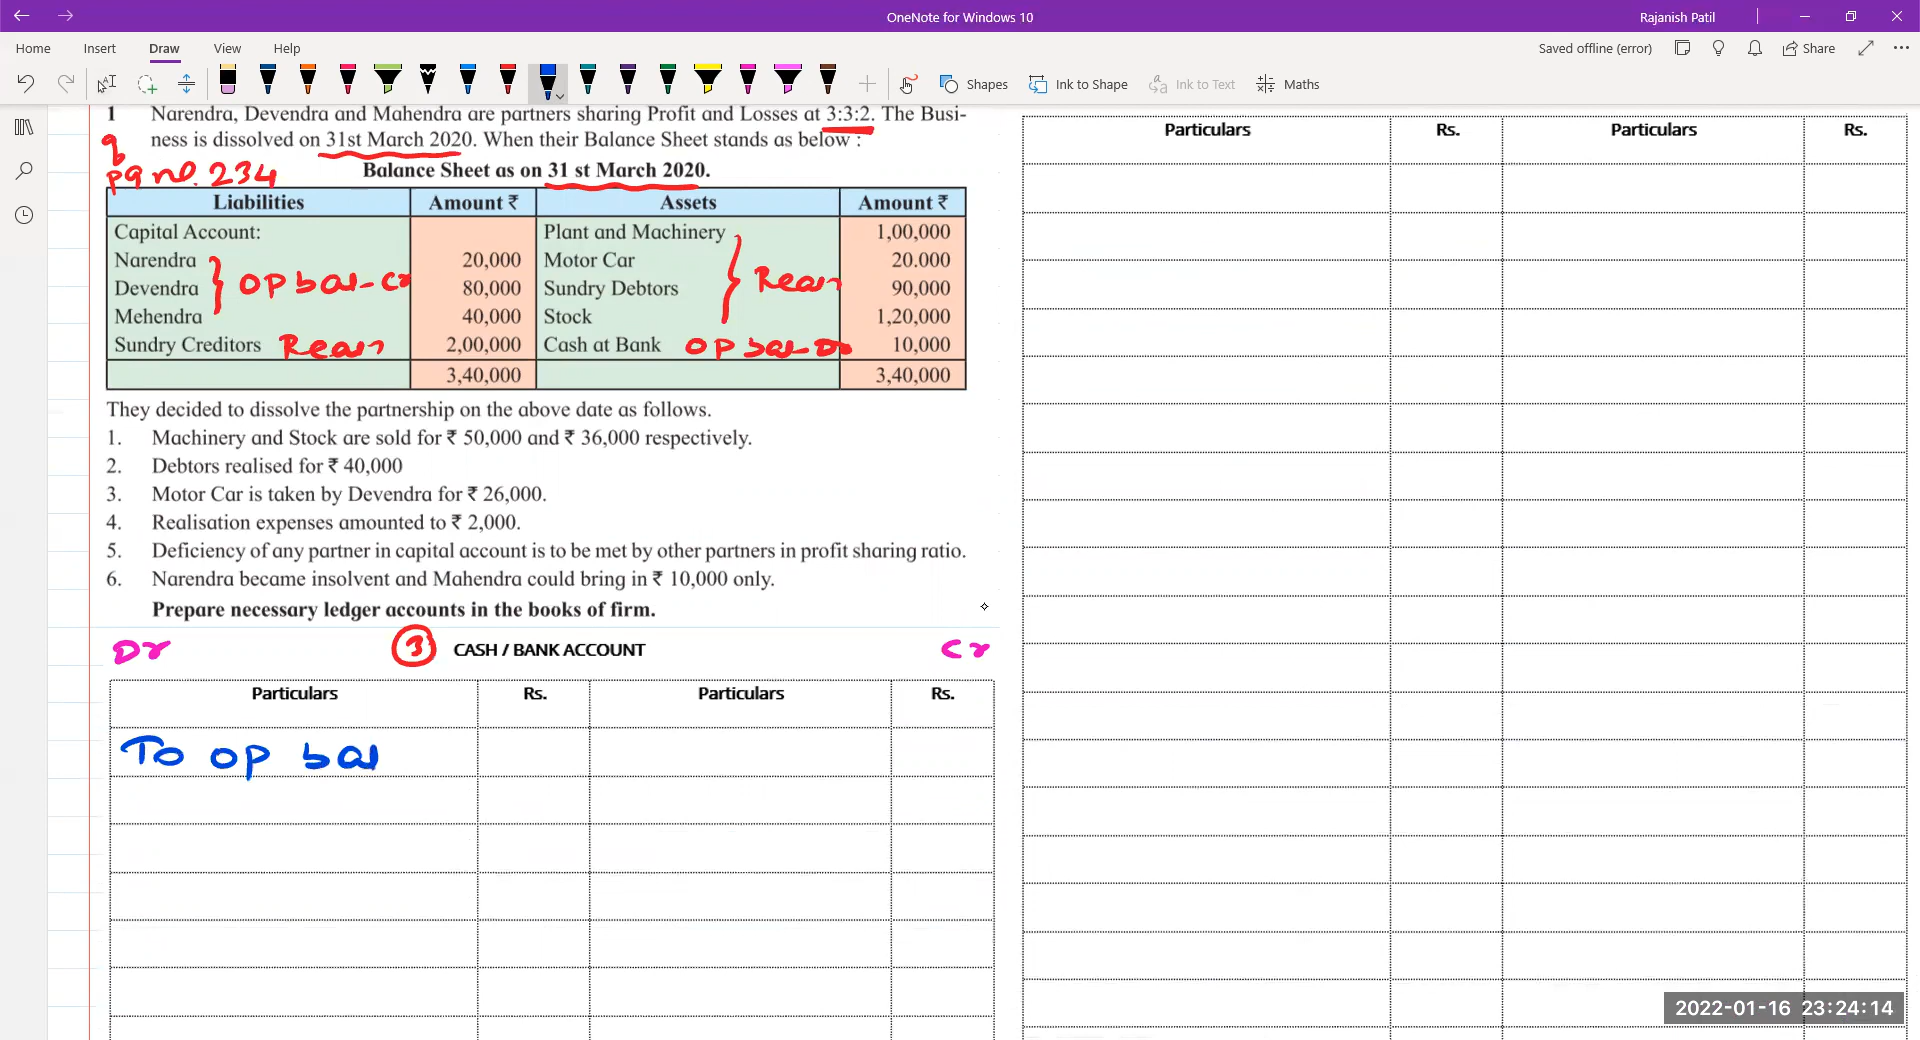 OneNote for Windows 10
Rajanish Patil
Home Insert Draw View Help
Saved offline (error)
Share
Shapes Ink to Shape Ink to Text Maths
1 Narendra, Devendra and Mahendra are partners sharing Profit and Losses at 3:3:2. The Busi-
ness is dissolved on 31st March 2020. When their Balance Sheet stands as below :
pg no. 234
Balance Sheet as on 31 st March 2020.
Liabilities Amount ₹ Assets Amount ₹
Capital Account: Plant and Machinery 1,00,000
Narendra 20,000 Motor Car 20.000
Devendra op bal-cr 80,000 Sundry Debtors Realn 90,000
Mehendra 40,000 Stock 1,20,000
Sundry Creditors Realn 2,00,000 Cash at Bank op bal-Dr 10,000
3,40,000 3,40,000
They decided to dissolve the partnership on the above date as follows.
1. Machinery and Stock are sold for ₹ 50,000 and ₹ 36,000 respectively.
2. Debtors realised for ₹ 40,000
3. Motor Car is taken by Devendra for ₹ 26,000.
4. Realisation expenses amounted to ₹ 2,000.
5. Deficiency of any partner in capital account is to be met by other partners in profit sharing ratio.
6. Narendra became insolvent and Mahendra could bring in ₹ 10,000 only.
Prepare necessary ledger accounts in the books of firm.
Dr 3 CASH / BANK ACCOUNT Cr
Particulars Rs. Particulars Rs.
To op bal
Particulars Rs. Particulars Rs.
2022-01-16 23:24:14